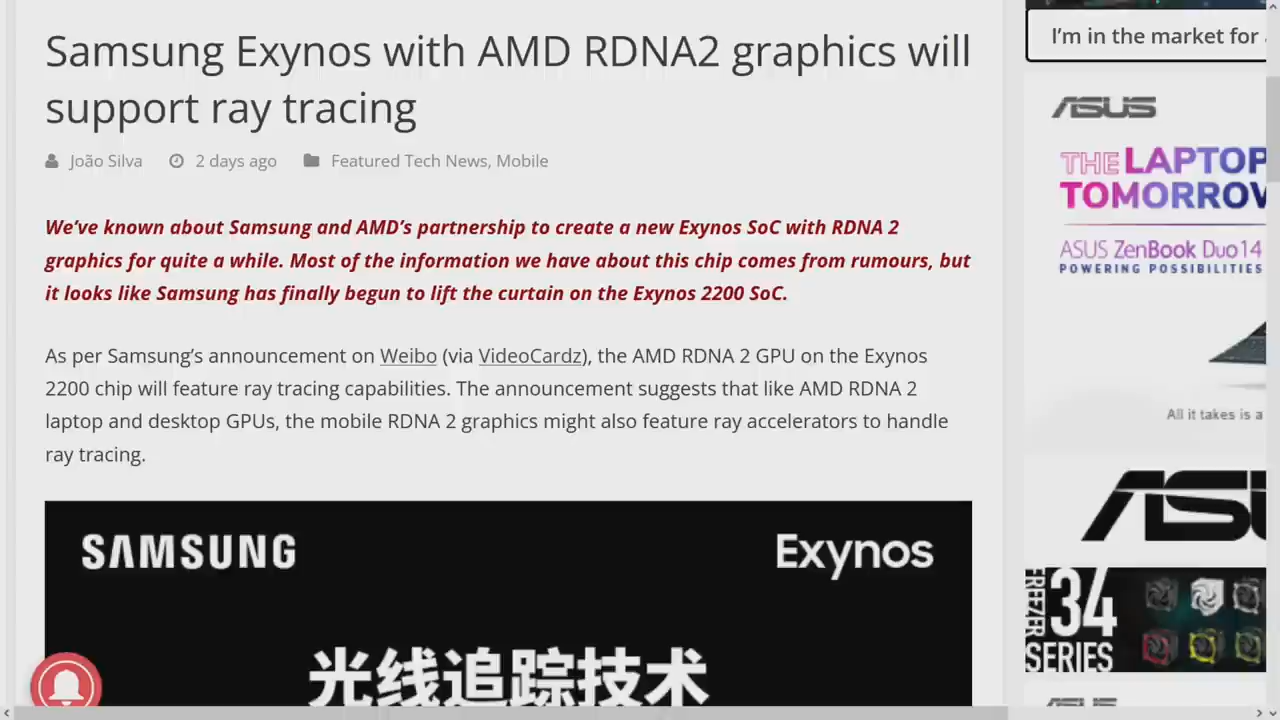 Samsung Exynos with AMD RDNA2 graphics will
support ray tracing
João Silva 2 days ago Featured Tech News, Mobile
We've known about Samsung and AMD's partnership to create a new Exynos SoC with RDNA 2
graphics for quite a while. Most of the information we have about this chip comes from rumours, but
it looks like Samsung has finally begun to lift the curtain on the Exynos 2200 SoC.
As per Samsung's announcement on Weibo (via VideoCardz), the AMD RDNA 2 GPU on the Exynos
2200 chip will feature ray tracing capabilities. The announcement suggests that like AMD RDNA 2
laptop and desktop GPUs, the mobile RDNA 2 graphics might also feature ray accelerators to handle
ray tracing.
SAMSUNG Exynos
光线追踪技术
I'm in the market for
ASUS
THE LAPTOP
TOMORROW
ASUS ZenBook Duo 14
POWERING POSSIBILITIES
All it takes is a
ASU
FREEZER 34
SERIES
ASUS